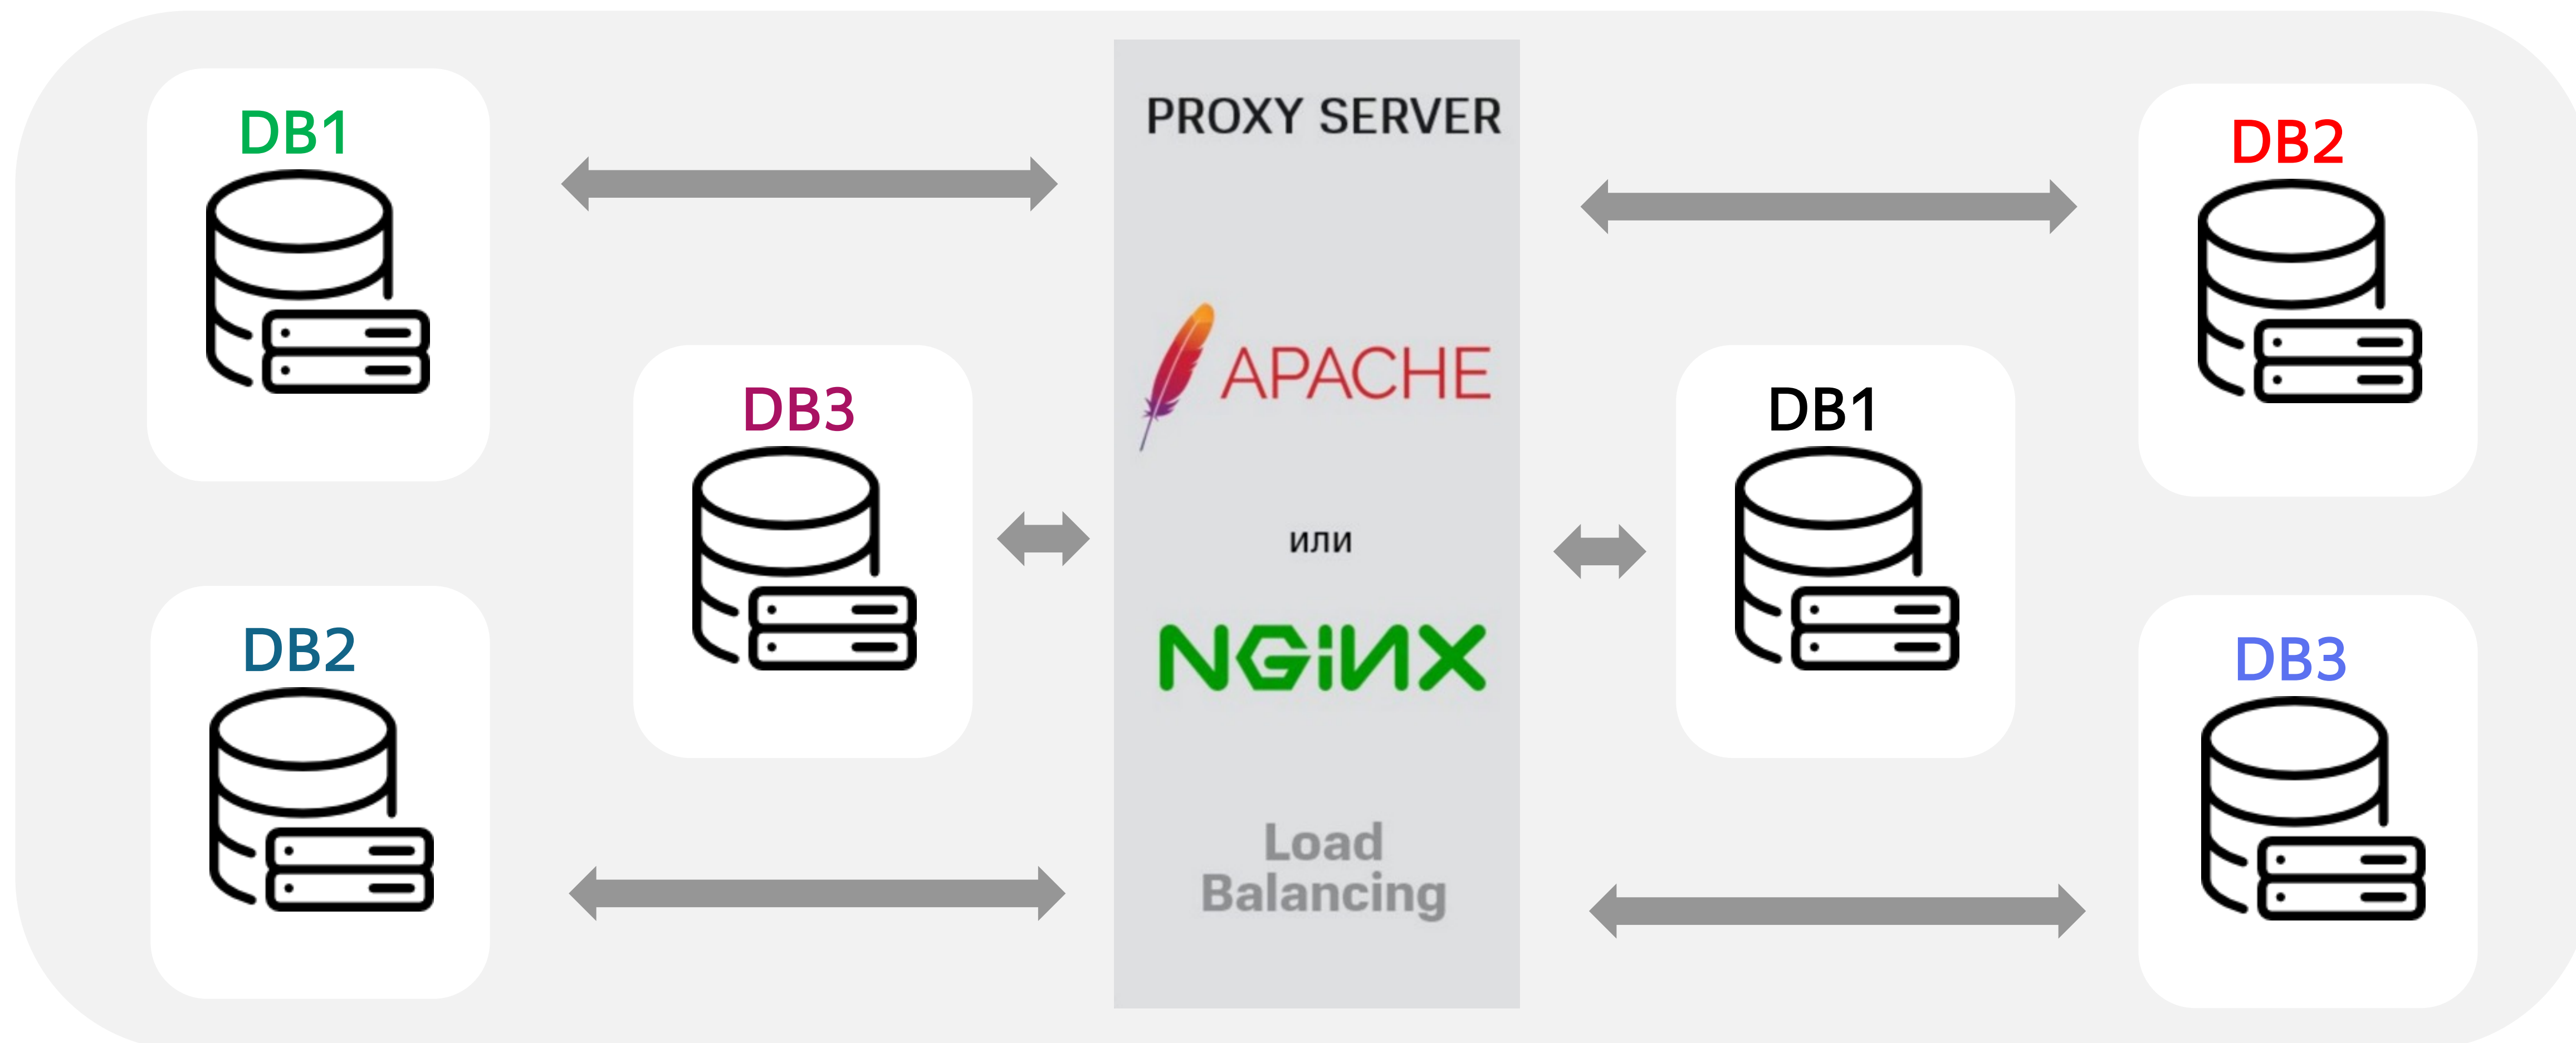 DB1
DB3
DB2
PROXY SERVER
APACHE
или
NGiNX
Load
Balancing
DB2
DB1
DB3